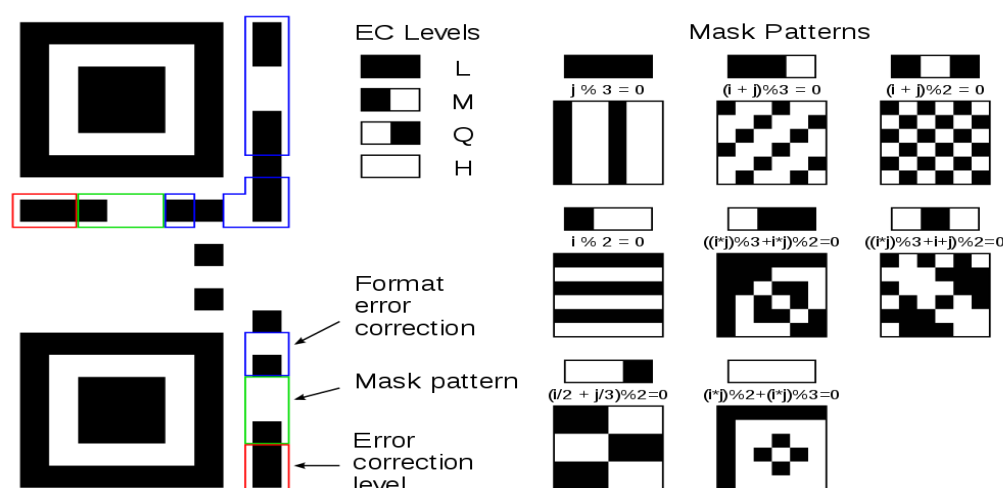 EC Levels
L
M
Q
H
Mask Patterns
j % 3 = 0
(i + j)%3 = 0
(i + j)%2 = 0
i % 2 = 0
((i*j)%3+i*j)%2=0
((i*j)%3+i+j)%2=0
(i/2 + j/3)%2=0
(i*j)%2+(i*j)%3=0
Format
error
correction
Mask pattern
Error
correction
level